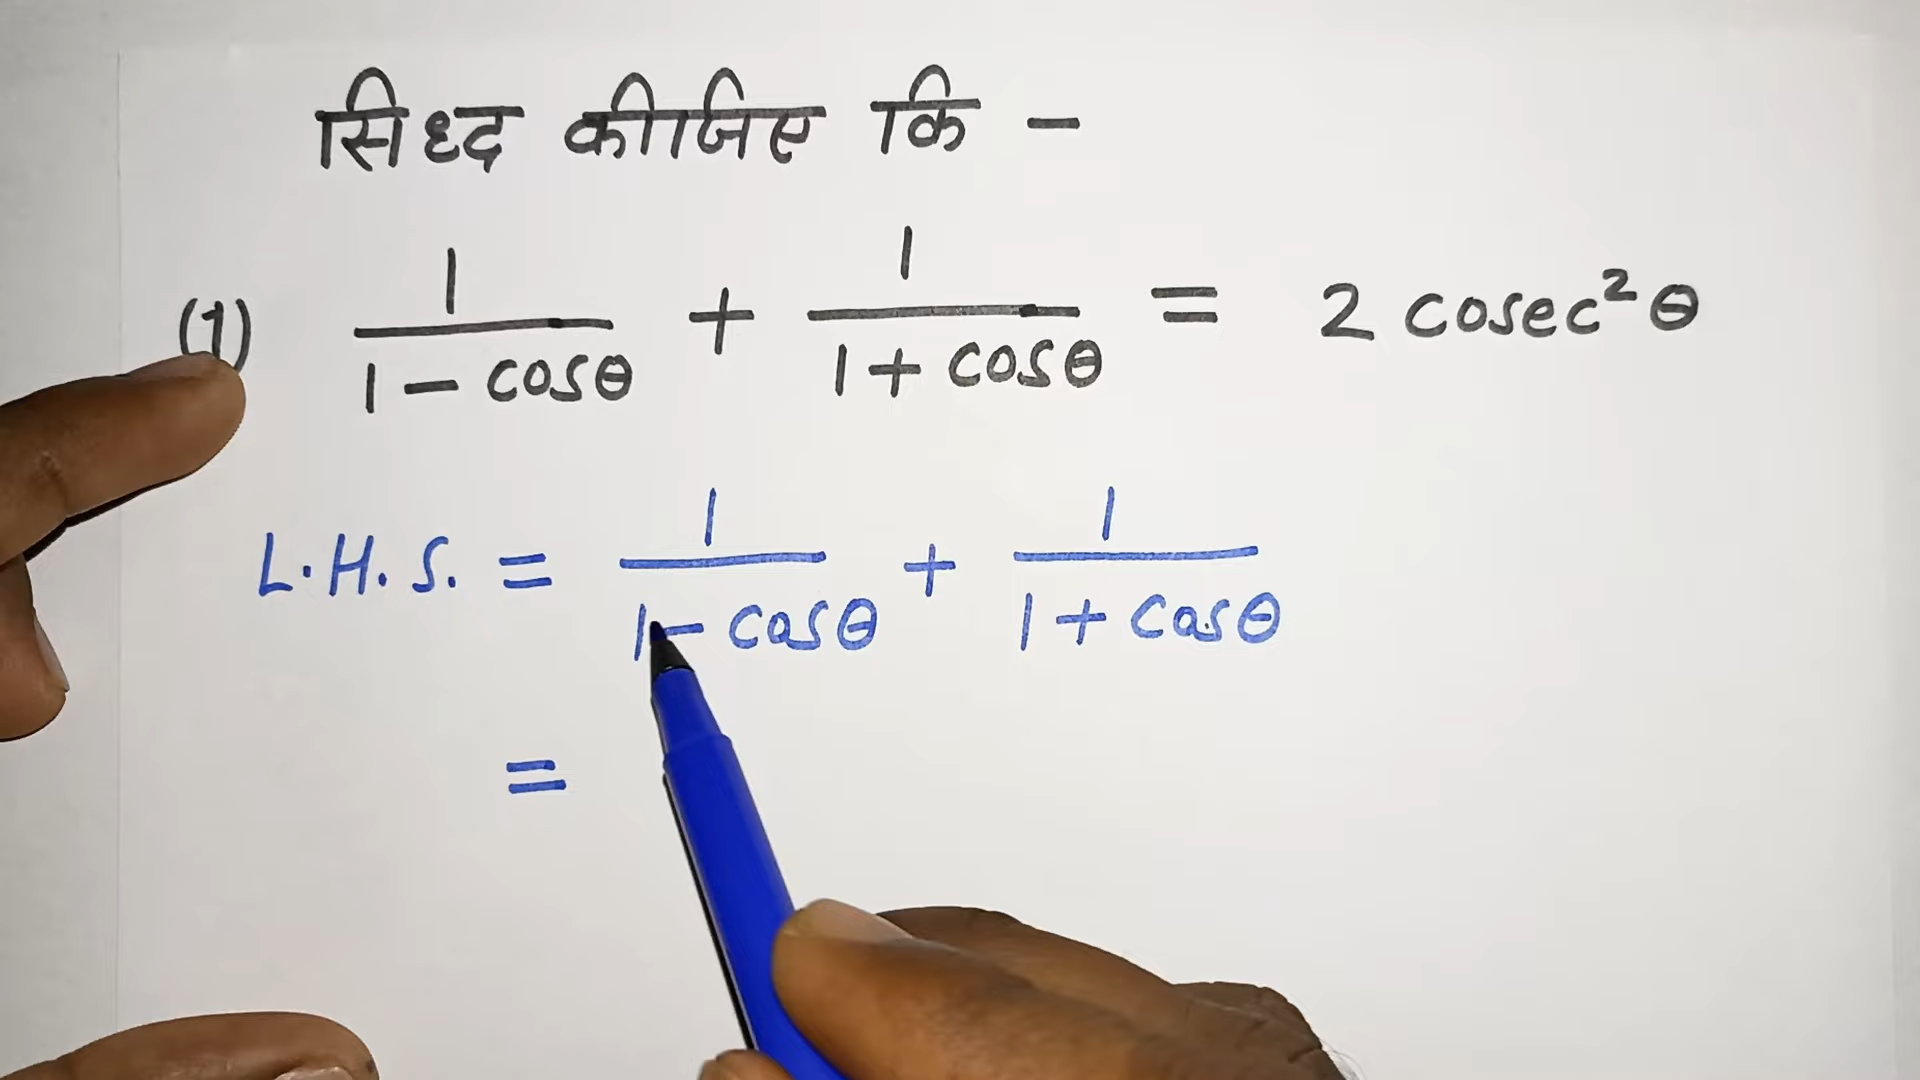 सिध्द कीजिए कि -
(1) 1/(1 - cosθ) + 1/(1 + cosθ) = 2 cosec²θ
L.H.S. = 1/(1 - cosθ) + 1/(1 + cosθ)
=